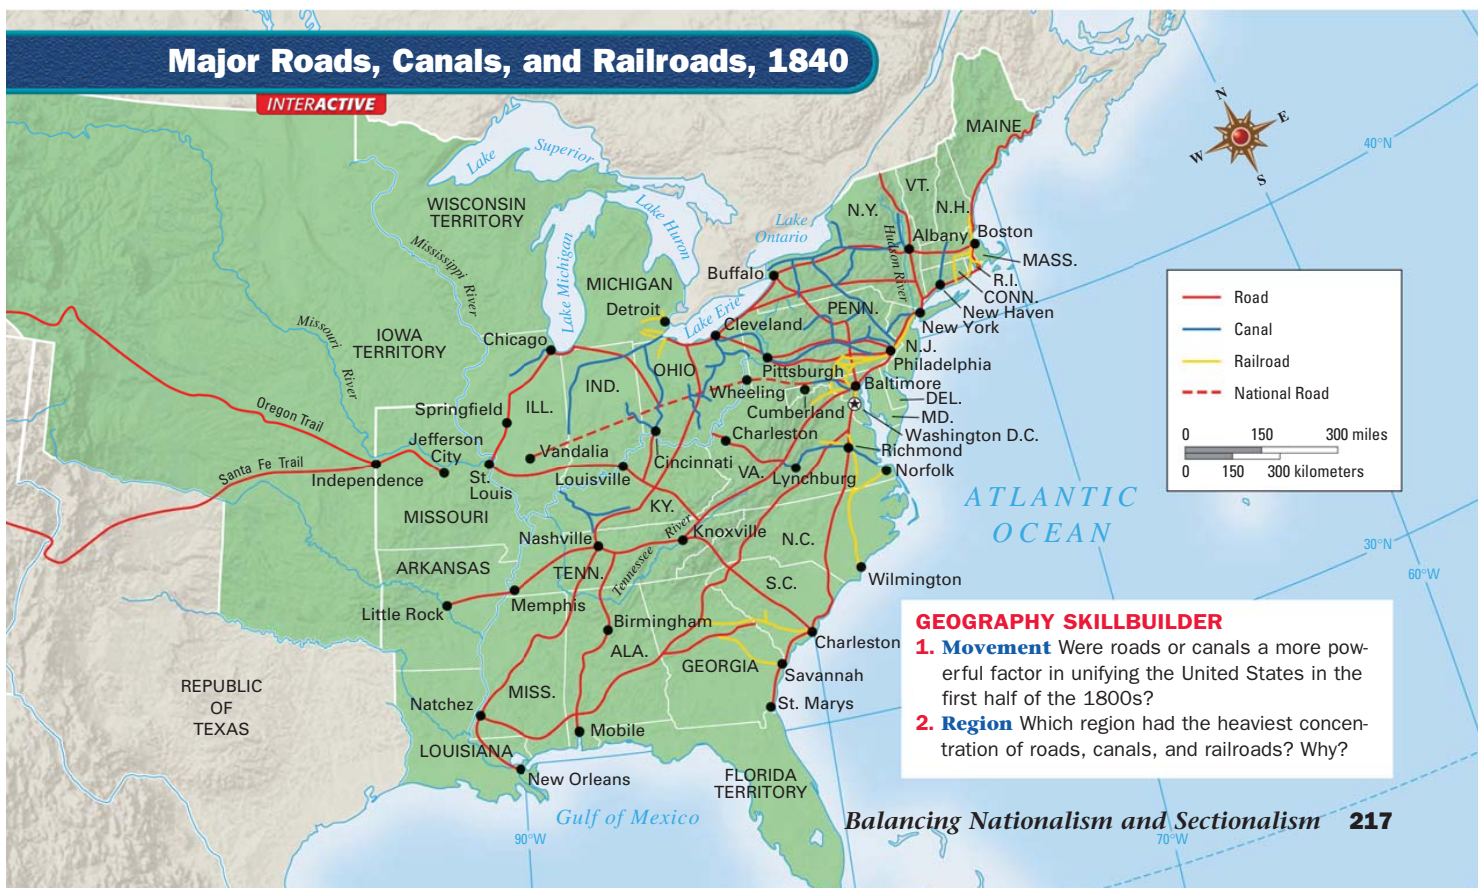 Major Roads, Canals, and Railroads, 1840
INTERACTIVE
N
E
W
S
40°N
MAINE
Lake
Superior
VT.
WISCONSIN
TERRITORY
Lake Huron
N.Y.
N.H.
Lake
Ontario
Hudson River
Albany
Boston
Mississippi
River
Lake Michigan
MASS.
Buffalo
R.I.
MICHIGAN
CONN.
Detroit
Lake Erie
PENN.
New Haven
Missouri
River
IOWA
TERRITORY
Chicago
Cleveland
New York
N.J.
OHIO
Pittsburgh
Philadelphia
IND.
Wheeling
Baltimore
DEL.
Oregon Trail
Springfield
ILL.
Cumberland
MD.
Jefferson
City
Charleston
Washington D.C.
Vandalia
Richmond
Santa Fe Trail
Independence
St.
Louis
Louisville
Cincinnati
VA.
Lynchburg
Norfolk
MISSOURI
KY.
Nashville
Tennessee
River
Knoxville
N.C.
ARKANSAS
TENN.
S.C.
Wilmington
Little Rock
Memphis
Birmingham
Charleston
ALA.
GEORGIA
Savannah
REPUBLIC
OF
TEXAS
MISS.
Natchez
St. Marys
Mobile
LOUISIANA
New Orleans
FLORIDA
TERRITORY
Gulf of Mexico
90°W
ATLANTIC
OCEAN
30°N
60°W
70°W
Road
Canal
Railroad
National Road
0 150 300 miles
0 150 300 kilometers
GEOGRAPHY SKILLBUILDER
1. Movement Were roads or canals a more pow-
erful factor in unifying the United States in the
first half of the 1800s?
2. Region Which region had the heaviest concen-
tration of roads, canals, and railroads? Why?
Balancing Nationalism and Sectionalism 217